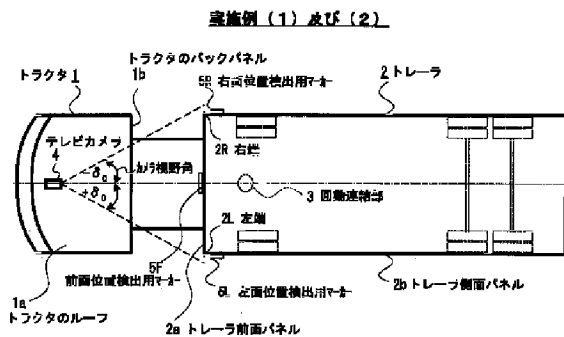 実施例(1)及び(2)
トラクタのバックパネル
1b
トラクタ 1
5R 右面位置検出用マーカー
2 トレーラ
テレビカメラ
4
カメラ視野角
2R 右端
-δ0
+δ0
3 回動連結部
2L 左端
5F
前面位置検出用マーカー
5L 左面位置検出用マーカー
2b トレーラ側面パネル
1a
トラクタのルーフ
2a トレーラ前面パネル